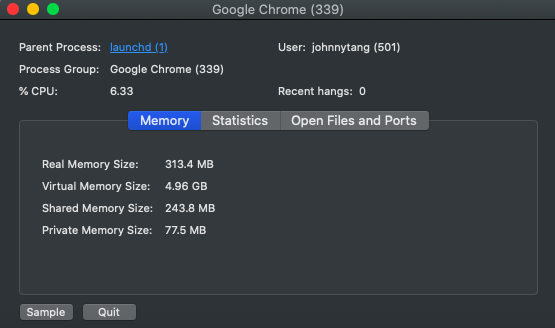 Google Chrome (339)
Parent Process: launchd (1) User: johnnytang (501)
Process Group: Google Chrome (339)
% CPU: 6.33 Recent hangs: 0
Memory Statistics Open Files and Ports
Real Memory Size: 313.4 MB
Virtual Memory Size: 4.96 GB
Shared Memory Size: 243.8 MB
Private Memory Size: 77.5 MB
Sample Quit